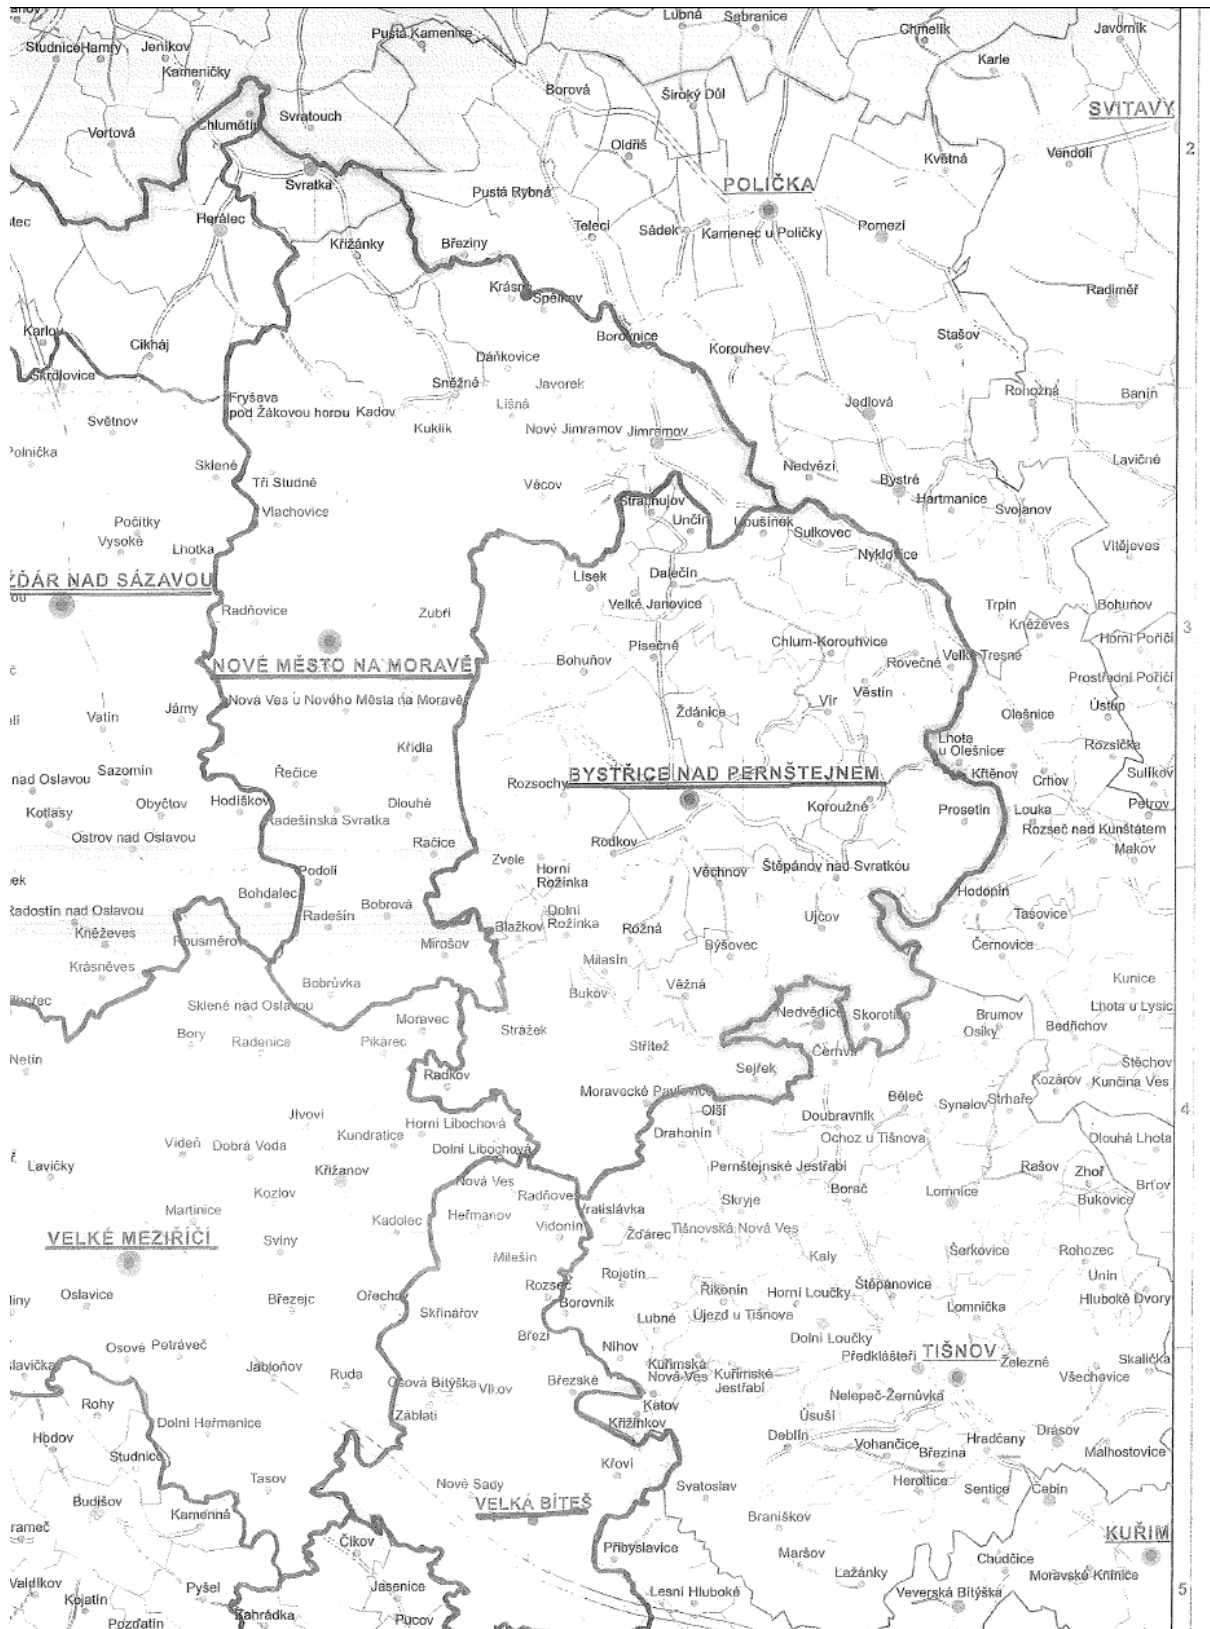 Lubná
Sebranice
Chmelík
Javorník
Pustá Kamenice
Studnice
Hamry
Jeníkov
Kameničky
Karle
Borová
Široký Důl
SVITAVY
Chlumětín
Svratouch
Vortová
Oldřiš
Květná
Vendolí
2
Svratka
POLIČKA
Pustá Rybná
Herálec
Telecí
Sádek
Kamenec u Poličky
Pomezí
Křižánky
Březiny
Krásné
Spělkov
Radiměř
Karlov
Cikháj
Borovnice
Korouhev
Stašov
Daňkovice
Škrdlovice
Sněžné
Javorek
Rohozná
Banín
Fryšava
pod Žákovou horou
Kadov
Líšná
Jedlová
Světnov
Kuklík
Nový Jimramov
Jimramov
Polnička
Sklené
Nedvězí
Lavičné
Tři Studně
Věcov
Bystré
Hartmanice
Strachujov
Svojanov
Vlachovice
Počítky
Unčín
Ubušínek
Sulkovec
Vysoké
Lhotka
Nyklovice
Vítějeves
ŽĎÁR NAD SÁZAVOU
Lísek
Dalečín
Velké Janovice
Radňovice
Zubří
Trpín
Bohuňov
Kněževes
Horní Poříčí
3
Písečné
Chlum-Korouhvice
NOVÉ MĚSTO NA MORAVĚ
Bohuňov
Rovečné
Velké Tresné
Prostřední Poříčí
Nová Ves u Nového Města na Moravě
Věstín
Vír
Jámy
Vatín
Ždánice
Olešnice
Ústup
Křídla
Lhota
u Olešnice
Rozsíčka
Sazomín
Řečice
Rozsochy
BYSTŘICE NAD PERNŠTEJNEM
Křtěnov
Crhov
Sulíkov
nad Oslavou
Kotlasy
Obyčtov
Hodíškov
Dlouhé
Koroužné
Prosetín
Louka
Petrov
Radešínská Svratka
Rozseč nad Kunštátem
Ostrov nad Oslavou
Račice
Rodkov
Makov
Zvole
Horní
Rožínka
Věchnov
Štěpánov nad Svratkou
Podolí
Bohdalec
Bobrová
Hodonín
Radostín nad Oslavou
Radešín
Dolní
Rožínka
Ujčov
Tašovice
Kněževes
Blažkov
Rožná
Rousměrov
Mirošov
Býšovec
Černovice
Krásněves
Milasín
Bobrůvka
Věžná
Kunice
Bukov
Sklené nad Oslavou
Nedvědice
Skorotice
Brumov
Lhota u Lysic
Moravec
Strážek
Osiky
Bedřichov
Bory
Radenice
Pikárec
Střítež
Černvír
Netín
Štěchov
Radkov
Sejřek
Kozárov
Kunčina Ves
Moravecké Pavlovice
Běleč
Synalov
Strhaře
Olší
Doubravník
Jívoví
Horní Libochová
4
Kundratice
Drahonín
Ochoz u Tišnova
Vídeň
Dobrá Voda
Dolní Libochová
Dlouhá Lhota
Lavičky
Křižanov
Pernštejnské Jestřabí
Rašov
Zhoř
Nová Ves
Kozlov
Radňoves
Skryje
Borač
Lomnice
Bukovice
Brťov
Martinice
Kadolec
Heřmanov
Vratislávka
Vidonín
Žďárec
Tišnovská Nová Ves
VELKÉ MEZIŘÍČÍ
Sviny
Milešín
Kaly
Šerkovice
Rohozec
Rojetín
Unín
Rozseč
Říkonín
Horní Loučky
Štěpánovice
Hluboké Dvory
Oslavice
Březejc
Ořechov
Skřinářov
Borovník
Lubné
Újezd u Tišnova
Lomnička
Březí
Níhov
Dolní Loučky
Osové
Petráveč
Kuřimská
Nová Ves
Předklášteří
TIŠNOV
Železné
Skalička
Jabloňov
Ruda
Osová Bítýška
Vlkov
Březské
Kuřimské
Jestřabí
Všechovice
Rohy
Katov
Nelepeč-Žernůvka
Dolní Heřmanice
Záblatí
Křižínkov
Úsuší
Hodov
Deblín
Vohančice
Březina
Hradčany
Drásov
Malhostovice
Studnice
Tasov
Nové Sady
Křoví
Svatoslav
Heroltice
Sentice
Čebín
Budišov
VELKÁ BÍTEŠ
Kamenná
Braníškov
KUŘIM
Čikov
Přibyslavice
Maršov
Chudčice
Valdíkov
Pyšel
Jasenice
Lesní Hluboké
Lažánky
Veverská Bítýška
Moravské Knínice
5
Kojatín
Pozďatín
Zahrádka
Pucov